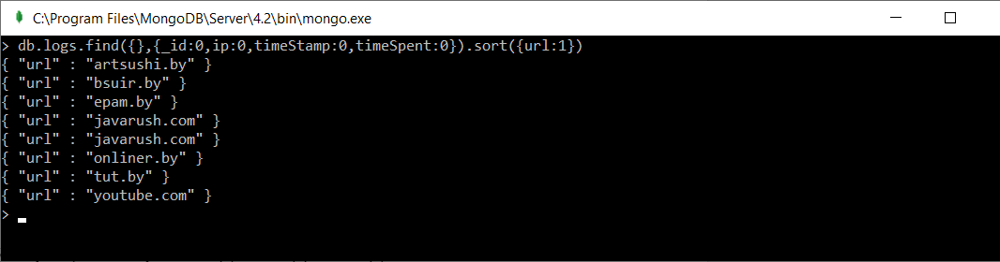 C:\Program Files\MongoDB\Server\4.2\bin\mongo.exe
> db.logs.find({},{_id:0,ip:0,timeStamp:0,timeSpent:0}).sort({url:1})
{ "url" : "artsushi.by" }
{ "url" : "bsuir.by" }
{ "url" : "epam.by" }
{ "url" : "javarush.com" }
{ "url" : "javarush.com" }
{ "url" : "onliner.by" }
{ "url" : "tut.by" }
{ "url" : "youtube.com" }
>